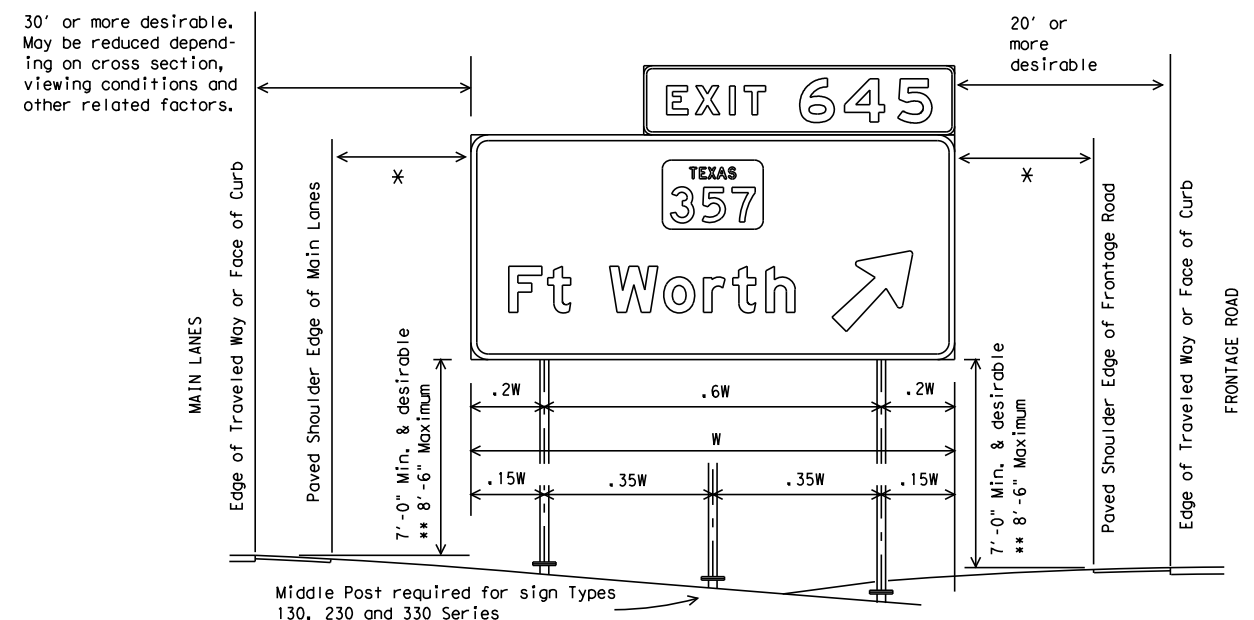 30' or more desirable.
May be reduced depend-
ing on cross section,
viewing conditions and
other related factors.
20' or
more
desirable
EXIT 645
TEXAS
357
Ft Worth
*
*
MAIN LANES
Edge of Traveled Way or Face of Curb
Paved Shoulder Edge of Main Lanes
7'-0" Min. & desirable
** 8'-6" Maximum
.2W
.6W
.2W
W
.15W
.35W
.35W
.15W
7'-0" Min. & desirable
** 8'-6" Maximum
Paved Shoulder Edge of Frontage Road
Edge of Traveled Way or Face of Curb
FRONTAGE ROAD
Middle Post required for sign Types
130, 230 and 330 Series